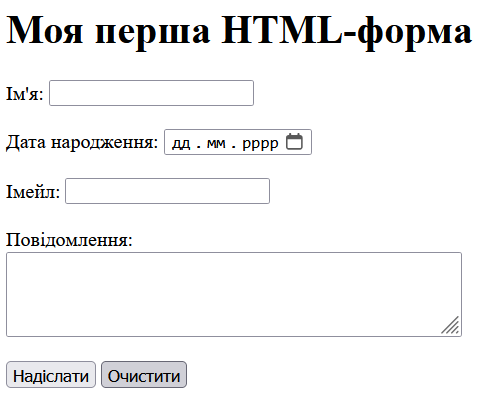 Моя перша HTML-форма
Ім'я:
Дата народження: дд . мм . рррр
Імейл:
Повідомлення:
Надіслати Очистити